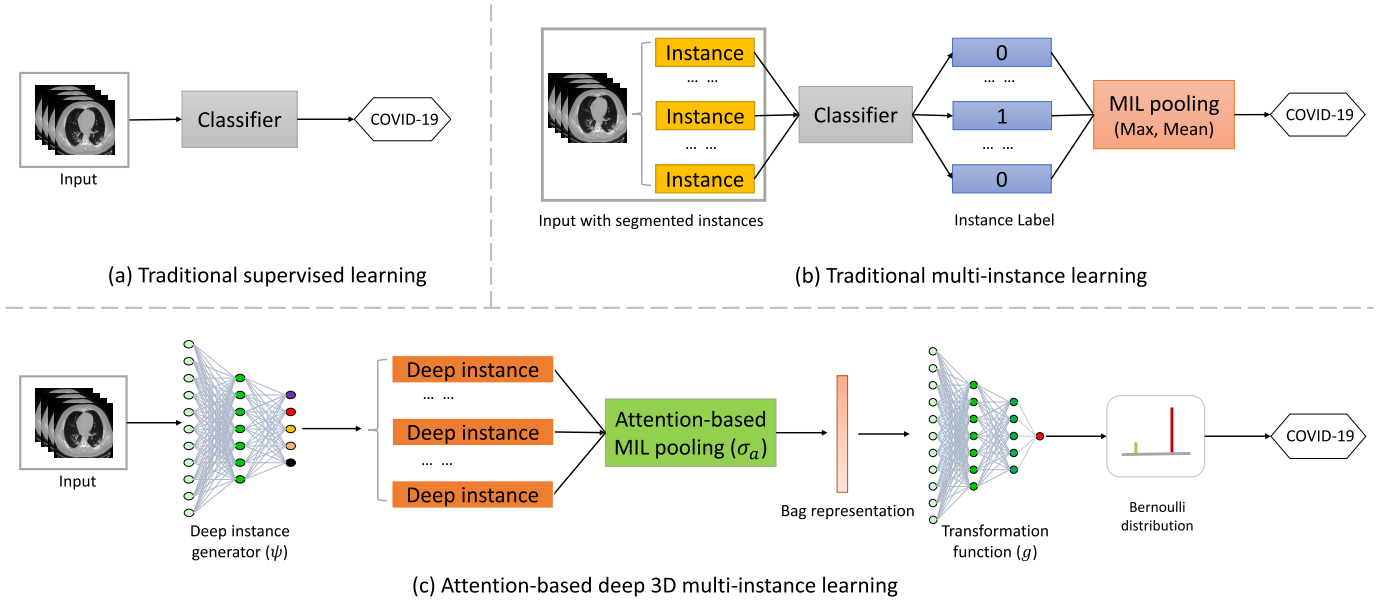 Input
Classifier
COVID-19
(a) Traditional supervised learning
Instance
... ...
Instance
... ...
Instance
Input with segmented instances
Classifier
0
... ...
1
... ...
0
Instance Label
MIL pooling
(Max, Mean)
COVID-19
(b) Traditional multi-instance learning
Input
Deep instance
generator (ψ)
Deep instance
... ...
Deep instance
... ...
Deep instance
Attention-based
MIL pooling (σₐ)
Bag representation
Transformation
function (g)
Bernoulli
distribution
COVID-19
(c) Attention-based deep 3D multi-instance learning